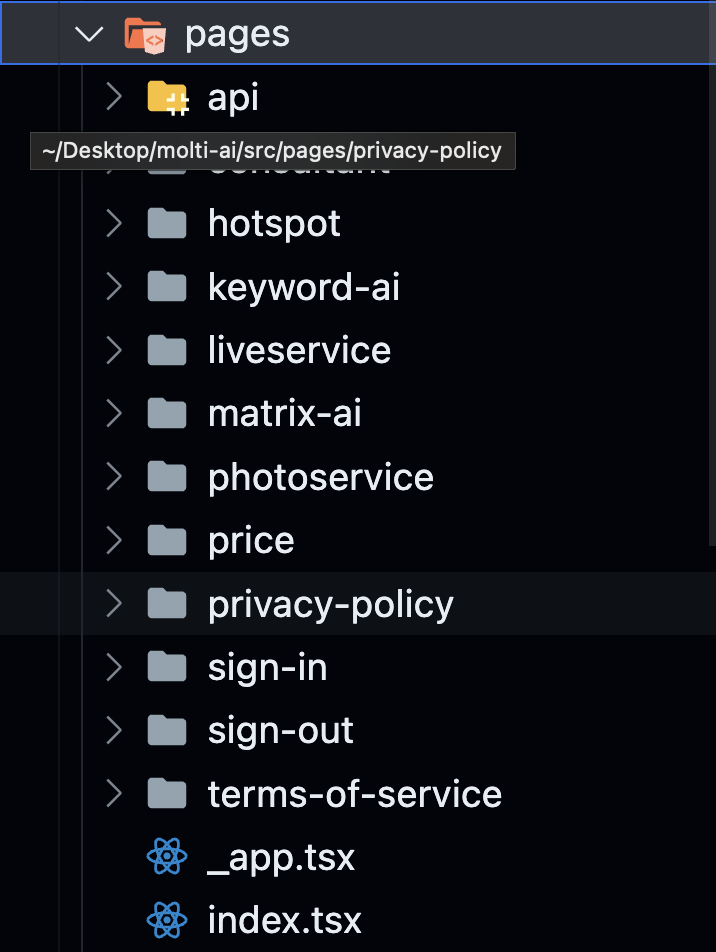 pages
api
~/Desktop/molti-ai/src/pages/privacy-policy
consultant
hotspot
keyword-ai
liveservice
matrix-ai
photoservice
price
privacy-policy
sign-in
sign-out
terms-of-service
_app.tsx
index.tsx